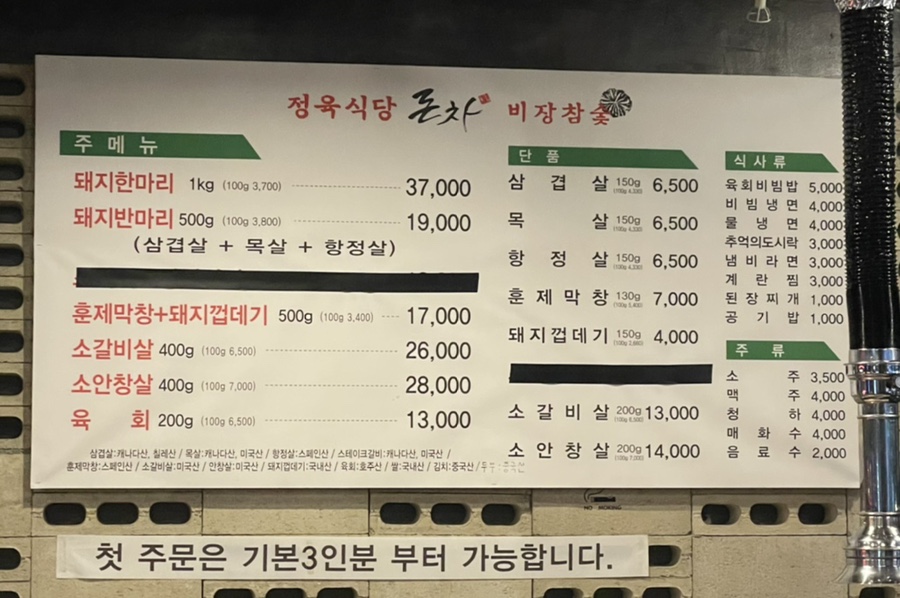 정육식당 돈차 비장참숯
주 메 뉴
돼지한마리 1kg (100g 3,700) 37,000
돼지반마리 500g (100g 3,800) 19,000
(삼겹살 + 목살 + 항정살)
훈제막창+돼지껍데기 500g (100g 3,400) 17,000
소갈비살 400g (100g 6,500) 26,000
소안창살 400g (100g 7,000) 28,000
육 회 200g (100g 6,500) 13,000
삼겹살:캐나다산, 칠레산 / 목살:캐나다산, 미국산 / 항정살:스페인산 / 스테이크갈비:캐나다산, 미국산 /
훈제막창:스페인산 / 소갈비살:미국산 / 안창살:미국산 / 돼지껍데기:국내산 / 육회:호주산 / 쌀:국내산 / 김치:중국산 /
단 품
삼 겹 살 150g 6,500
목 살 150g 6,500
항 정 살 150g 6,500
훈 제 막 창 130g 7,000
돼지껍데기 150g 4,000
소 갈 비 살 200g 13,000
소 안 창 살 200g 14,000
식 사 류
육회비빔밥 5,000
비 빔 냉 면 4,000
물 냉 면 4,000
추억의도시락 3,000
냄 비 라 면 3,000
계 란 찜 3,000
된 장 찌 개 1,000
공 기 밥 1,000
주 류
소 주 3,500
맥 주 4,000
청 하 4,000
매 화 수 4,000
음 료 수 2,000
첫 주문은 기본3인분 부터 가능합니다.